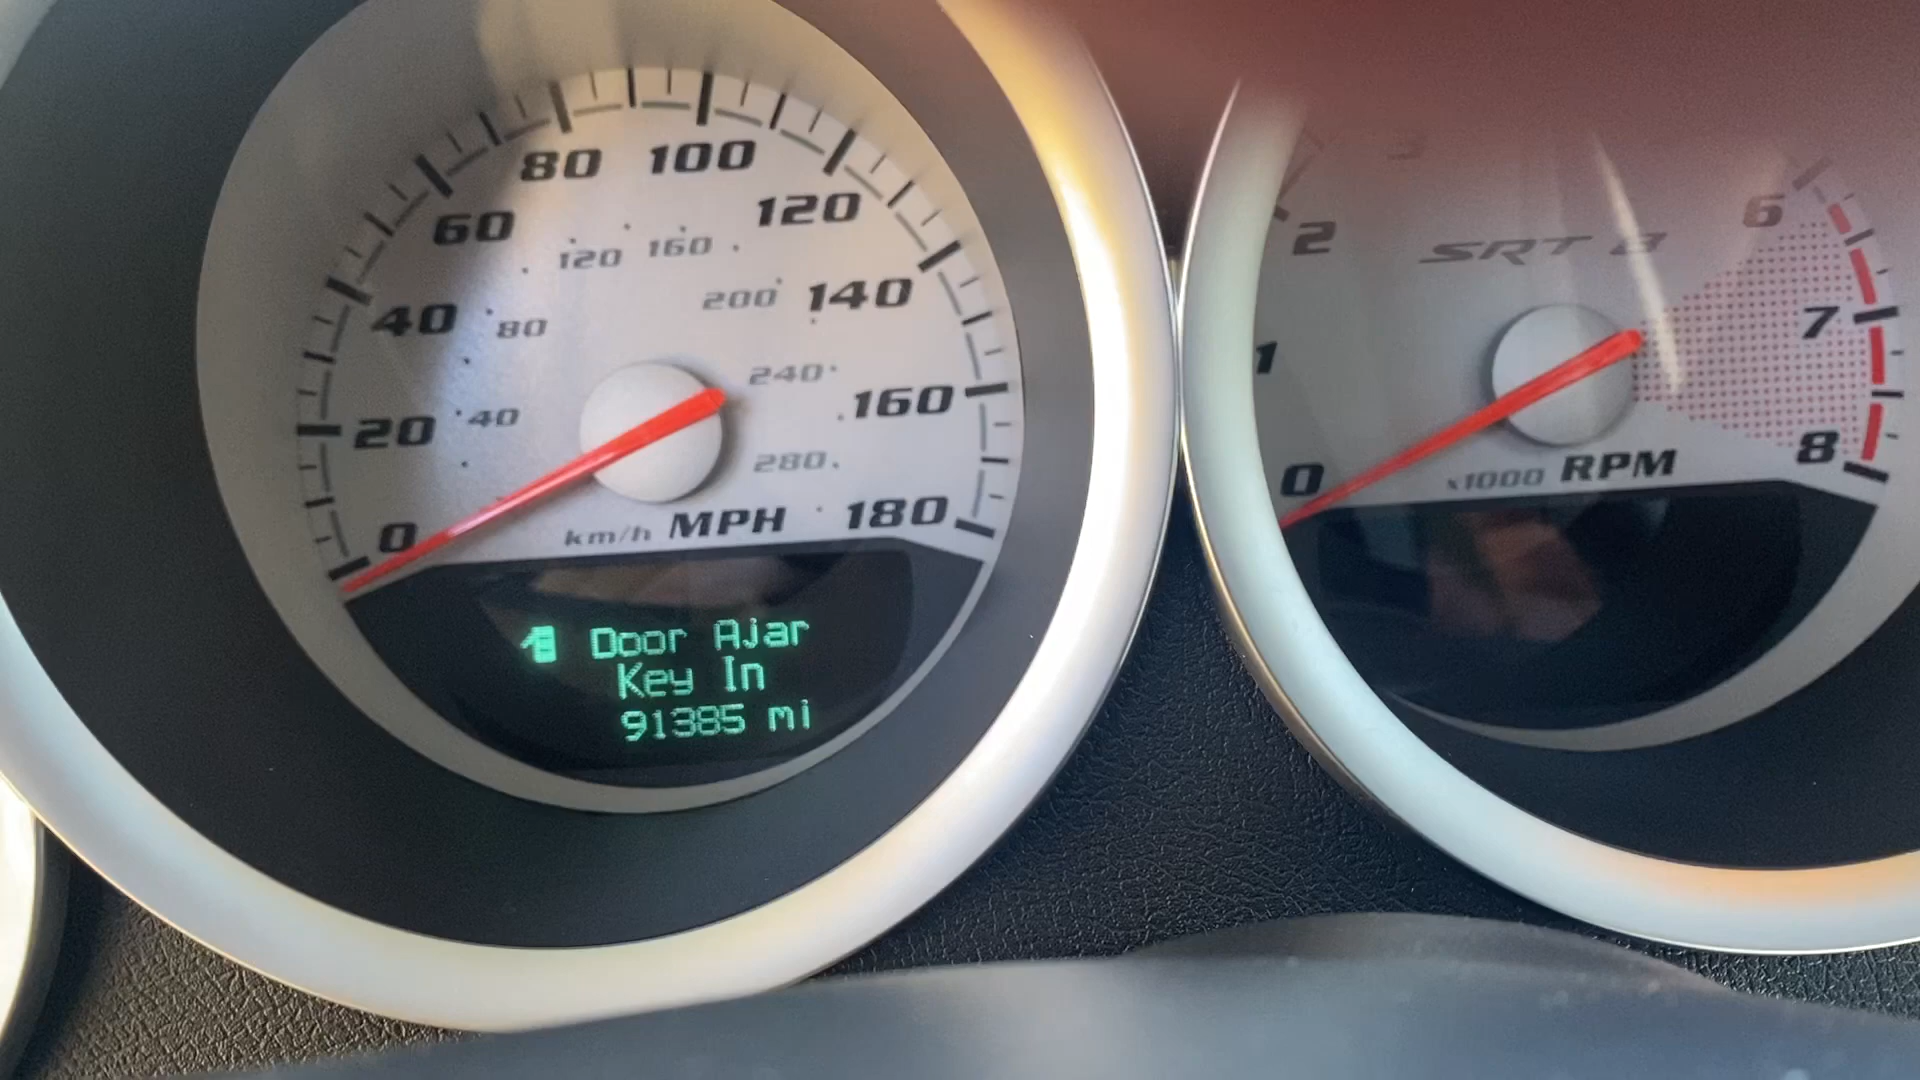 80 100
60 120
120 160
200 140
40 80
240
20 40 160
280
0 km/h MPH 180
Door Ajar
Key In
91385 mi
6
2 SRT 8
7
1
8
0 x1000 RPM